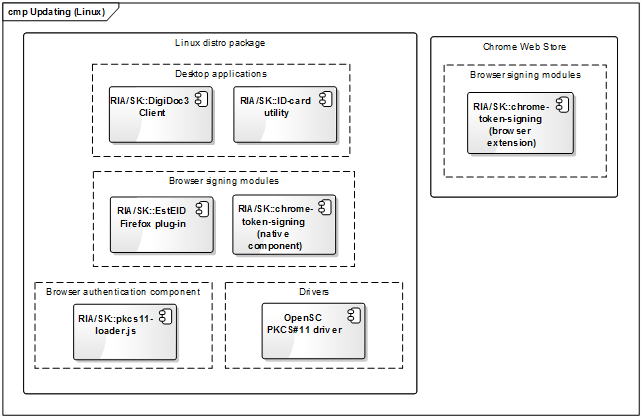 cmp Updating (Linux)
Linux distro package
Desktop applications
RIA/SK::DigiDoc3
Client
RIA/SK::ID-card
utility
Browser signing modules
RIA/SK::EstEID
Firefox plug-in
RIA/SK::chrome-
token-signing
(native
component)
Browser authentication component
RIA/SK::pkcs11-
loader.js
Drivers
OpenSC
PKCS#11 driver
Chrome Web Store
Browser signing modules
RIA/SK::chrome-
token-signing
(browser
extension)